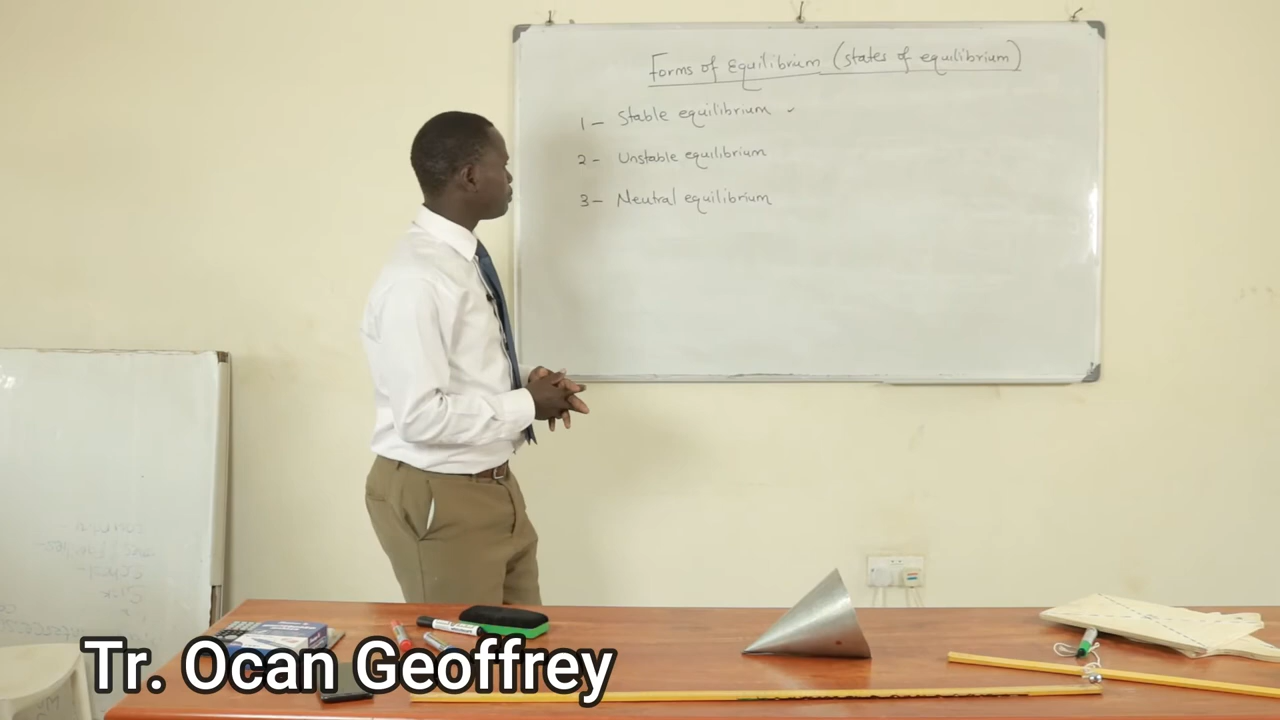 Forms of Equilibrium (states of equilibrium)
1- Stable equilibrium ✓
2- Unstable equilibrium
3- Neutral equilibrium
Tr. Ocan Geoffrey